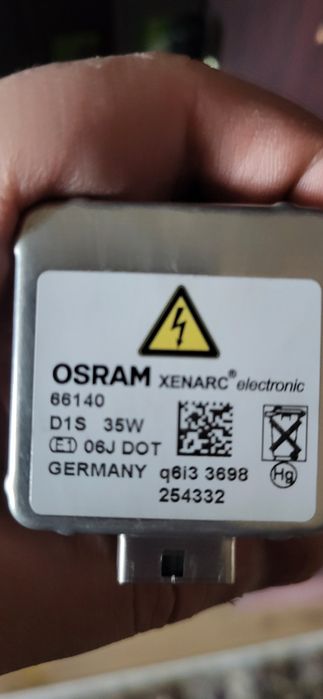 OSRAM XENARC® electronic
66140
D1S 35W
E1 06J DOT
GERMANY q6i3 3698
254332
Hg